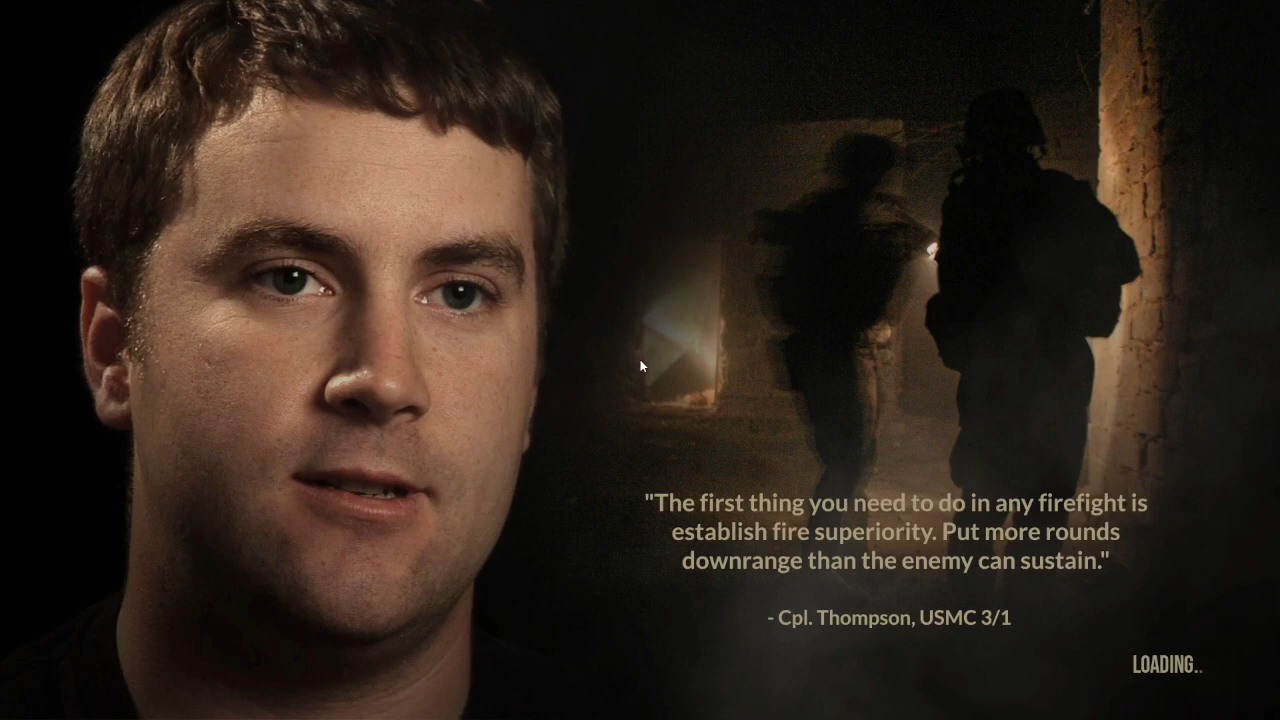 "The first thing you need to do in any firefight is
establish fire superiority. Put more rounds
downrange than the enemy can sustain."
- Cpl. Thompson, USMC 3/1
LOADING..